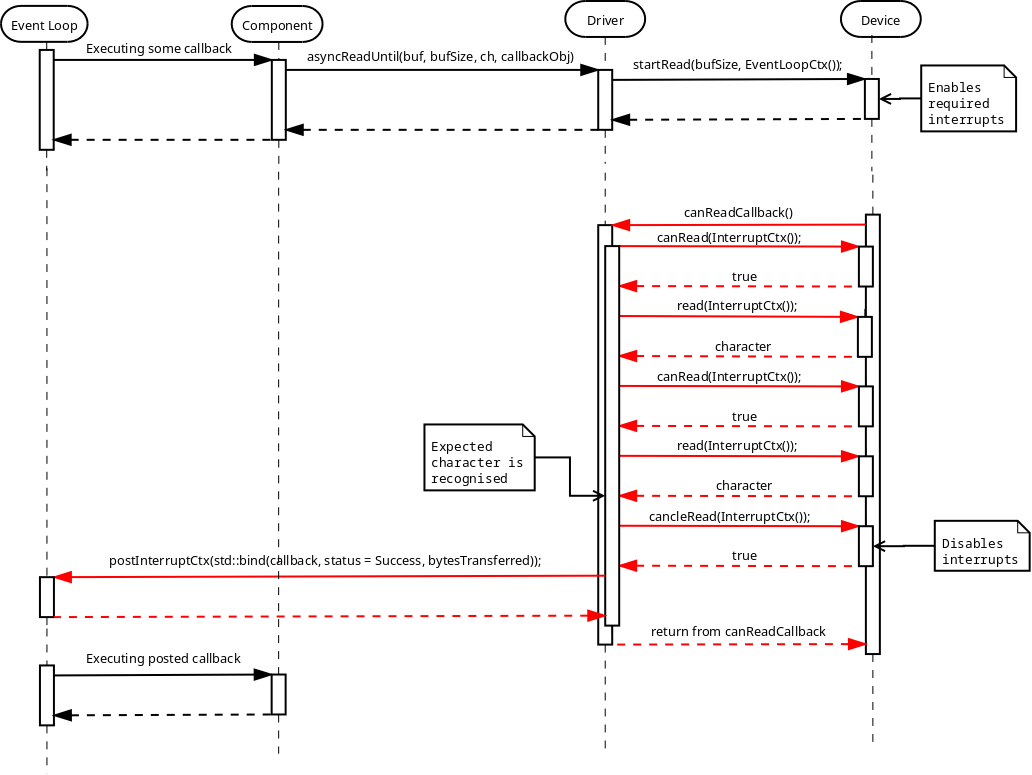 Event Loop
Component
Driver
Device
Executing some callback
asyncReadUntil(buf, bufSize, ch, callbackObj)
startRead(bufSize, EventLoopCtx());
Enables
required
interrupts
canReadCallback()
canRead(InterruptCtx());
true
read(InterruptCtx());
character
canRead(InterruptCtx());
true
Expected
character is
recognised
read(InterruptCtx());
character
cancleRead(InterruptCtx());
Disables
interrupts
true
postInterruptCtx(std::bind(callback, status = Success, bytesTransferred));
return from canReadCallback
Executing posted callback